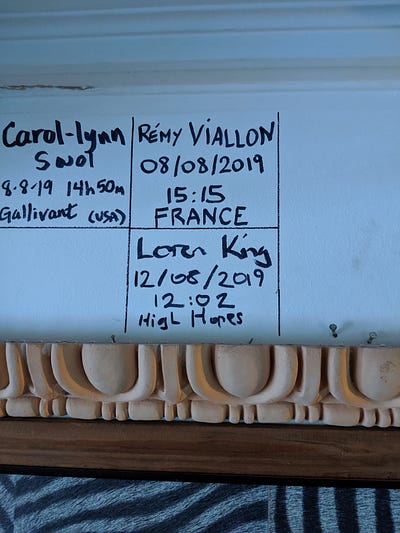 Carol-lynn
Swol
8-8-19 14h50m
Gallivant (USA)
RÉMY VIALLON
08/08/2019
15:15
FRANCE
Loren King
12/08/2019
12:02
High Hopes